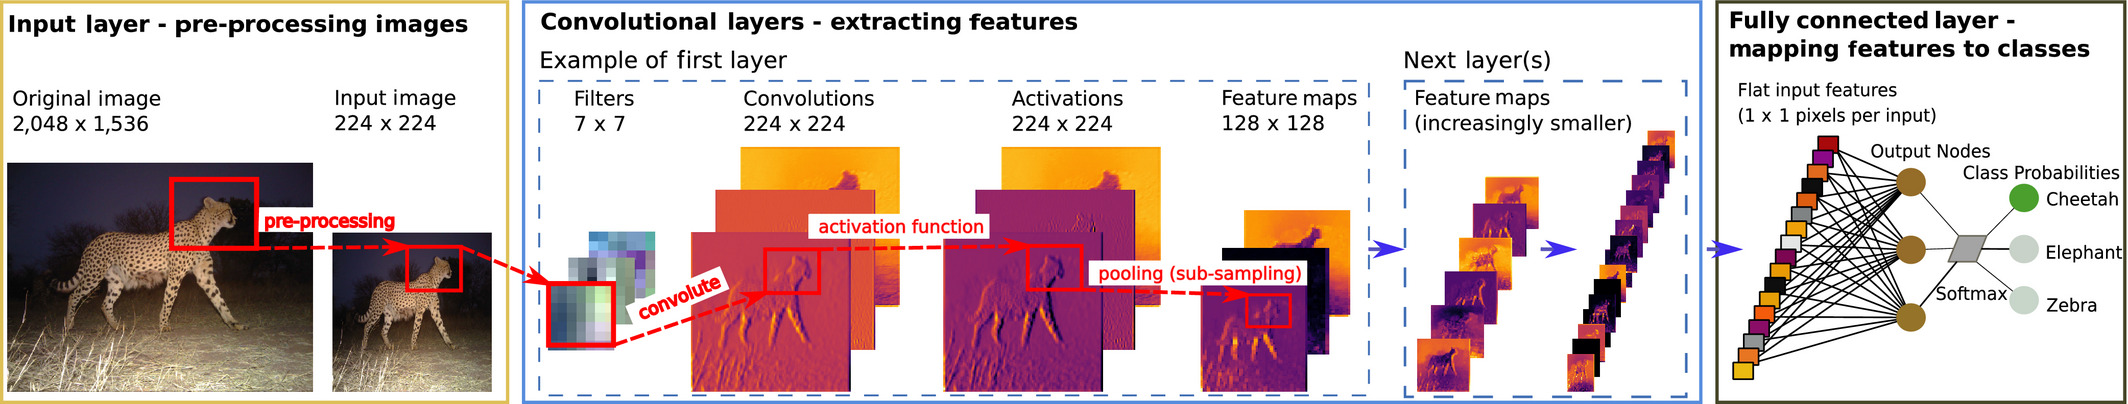 Input layer - pre-processing images
Original image
2,048 x 1,536
Input image
224 x 224
pre-processing
Convolutional layers - extracting features
Example of first layer
Filters
7 x 7
Convolutions
224 x 224
Activations
224 x 224
Feature maps
128 x 128
convolute
activation function
pooling (sub-sampling)
Next layer(s)
Feature maps
(increasingly smaller)
Fully connected layer -
mapping features to classes
Flat input features
(1 x 1 pixels per input)
Output Nodes
Class Probabilities
Cheetah
Elephant
Softmax
Zebra